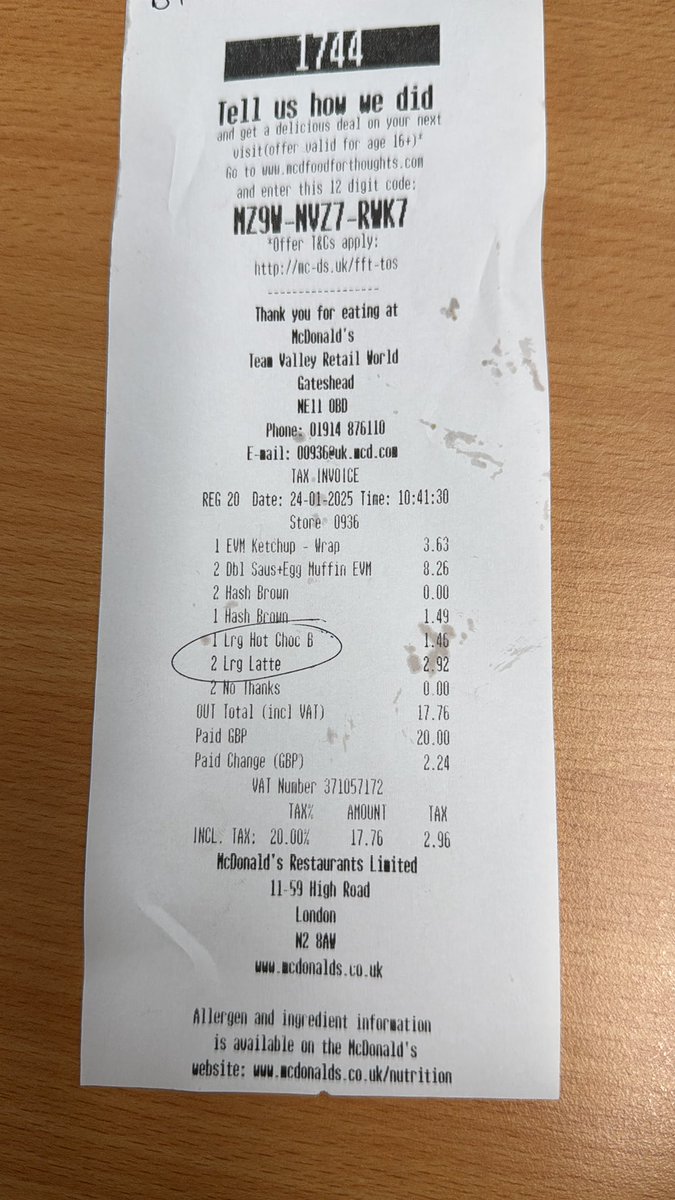 1744
Tell us how we did
and get a delicious deal on your next
visit(offer valid for age 16+)*
Go to www.mcdfoodforthoughts.com
and enter this 12 digit code:
NZ9W-NVZ7-RWK7
*Offer T&Cs apply:
http://mc-ds.uk/fft-tos
-----------------
Thank you for eating at
McDonald's
Team Valley Retail World
Gateshead
NE11 0BD
Phone: 01914 876110
E-mail: 00936@uk.mcd.com
TAX INVOICE
REG 20 Date: 24-01-2025 Time: 10:41:30
Store 0936
1 EVM Ketchup - Wrap 3.63
2 Dbl Saus+Egg Muffin EVM 8.26
2 Hash Brown 0.00
1 Hash Brown 1.49
1 Lrg Hot Choc B 1.46
2 Lrg Latte 2.92
2 No Thanks 0.00
OUT Total (incl VAT) 17.76
Paid GBP 20.00
Paid Change (GBP) 2.24
VAT Number 371057172
TAX% AMOUNT TAX
INCL. TAX: 20.00% 17.76 2.96
McDonald's Restaurants Limited
11-59 High Road
London
N2 8AW
www.mcdonalds.co.uk
Allergen and ingredient information
is available on the McDonald's
website: www.mcdonalds.co.uk/nutrition